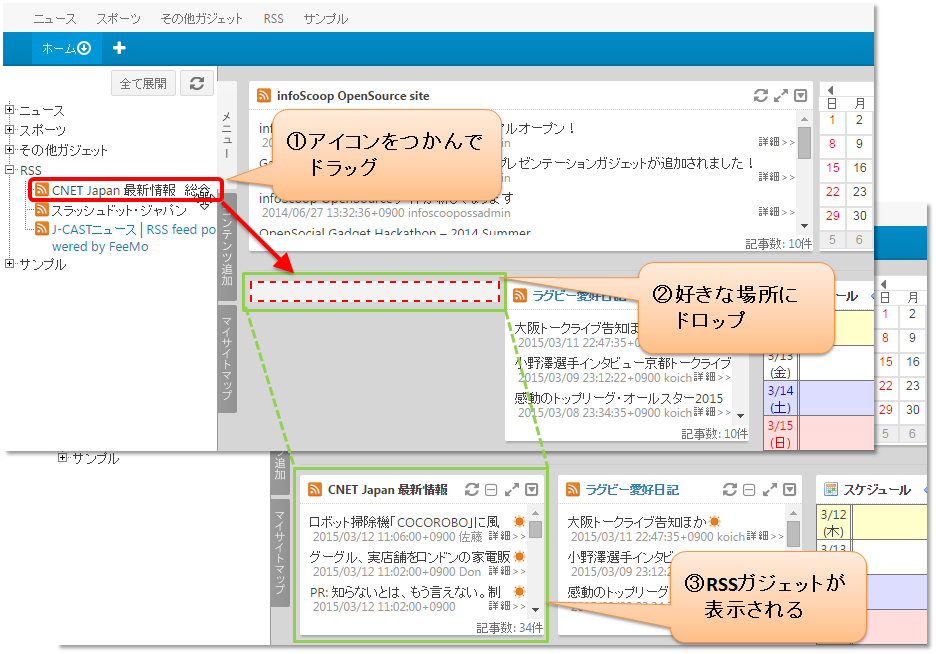 ニュース スポーツ その他ガジェット RSS サンプル
ホーム
全て展開
ニュース
スポーツ
その他ガジェット
RSS
CNET Japan 最新情報 総合
スラッシュドット・ジャパン
J-CASTニュース | RSS feed po
wered by FeeMo
サンプル
メニュー
コンテンツ追加
マイサイトマップ
infoScoop OpenSource site
ルオープン！
詳細>>
プレゼンテーションガジェットが追加されました！
詳細>>
infoScoop OpenSource
2014/06/27 13:32:36+0900 infoscoopossadmin
詳細>>
OpenSocial Gadget Hackathon – 2014 Summer
記事数: 10件
日 月
1 2
8 9
15 16
22 23
29 30
5 6
①アイコンをつかんで
ドラッグ
②好きな場所に
ドロップ
ラグビー愛好日記
大阪トークライブ告知ほ
2015/03/11 22:47:35+0
小野澤選手インタビュー京都トークライブ
2015/03/09 23:12:22+0900 koich詳細>>
感動のトップリーグ・オールスター2015
2015/03/08 23:34:35+0900 koich詳細>>
記事数: 10件
ール
3/13
(金)
3/14
(土)
3/15
(日)
日 月
1 2
8 9
15 16
22 23
29 30
5 6
サンプル
追加
マイサイトマップ
CNET Japan 最新情報
ロボット掃除機「COCOROBO」に風
2015/03/12 11:06:00+0900 佐藤 詳細>>
グーグル、実店舗をロンドンの家電販
2015/03/12 11:02:00+0900 Don 詳細>>
PR: 知らないとは、もう言えない。制
2015/03/12 11:02:00+0900 詳細>>
記事数: 34件
ラグビー愛好日記
大阪トークライブ告知ほか
2015/03/11 22:47:35+0900 koich詳細>>
小野澤選手インタビ
2015/03/09 23:12:2
感動のトップリーグ
スケジュール
3/12
(木)
3/13
③RSSガジェットが
表示される